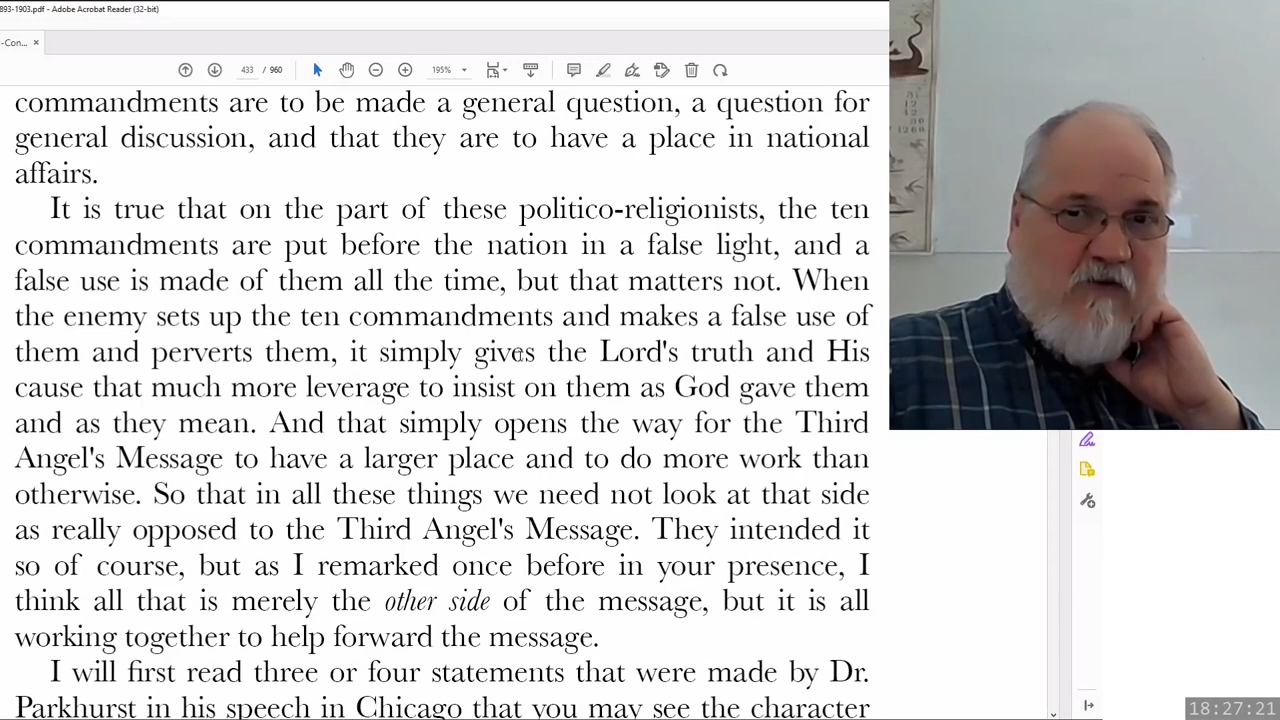 893-1903.pdf - Adobe Acrobat Reader (32-bit)
-Con...
433 / 960
195%
commandments are to be made a general question, a question for
general discussion, and that they are to have a place in national
affairs.
It is true that on the part of these politico-religionists, the ten
commandments are put before the nation in a false light, and a
false use is made of them all the time, but that matters not. When
the enemy sets up the ten commandments and makes a false use of
them and perverts them, it simply gives the Lord's truth and His
cause that much more leverage to insist on them as God gave them
and as they mean. And that simply opens the way for the Third
Angel's Message to have a larger place and to do more work than
otherwise. So that in all these things we need not look at that side
as really opposed to the Third Angel's Message. They intended it
so of course, but as I remarked once before in your presence, I
think all that is merely the other side of the message, but it is all
working together to help forward the message.
I will first read three or four statements that were made by Dr.
Parkhurst in his speech in Chicago that you may see the character
18:27:21